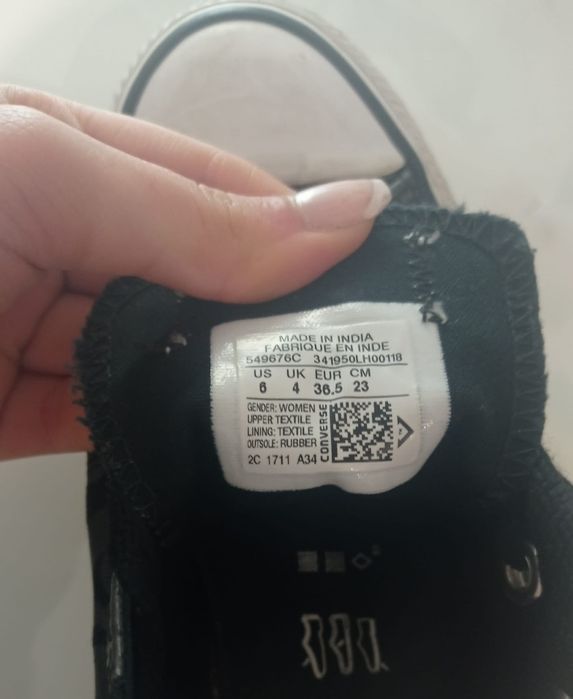 MADE IN INDIA
FABRIQUE EN INDE
549676C 341950LH00118
US UK EUR CM
6 4 36.5 23
GENDER: WOMEN
UPPER TEXTILE
LINING: TEXTILE
OUTSOLE: RUBBER
CONVERSE
2C 1711 A34